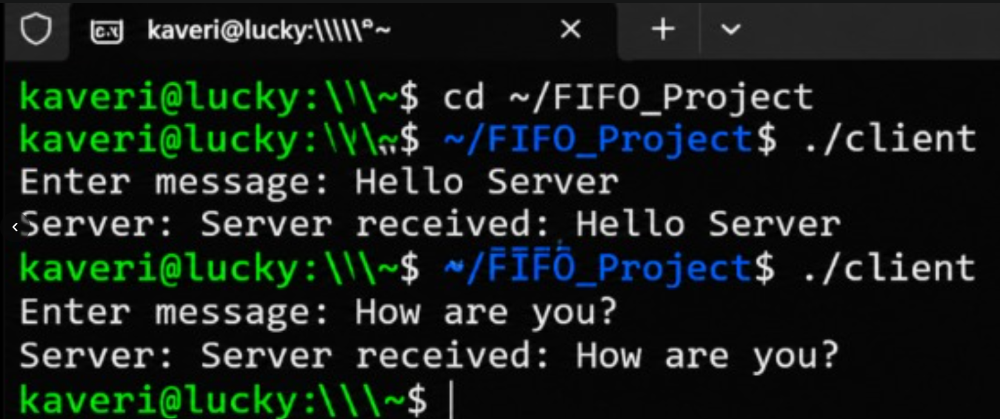 kaveri@lucky:\\\\\~
kaveri@lucky:\\\~$ cd ~/FIFO_Project
kaveri@lucky:\\\~$ ~/FIFO_Project$ ./client
Enter message: Hello Server
Server: Server received: Hello Server
kaveri@lucky:\\\~$ ~/FIFO_Project$ ./client
Enter message: How are you?
Server: Server received: How are you?
kaveri@lucky:\\\~$